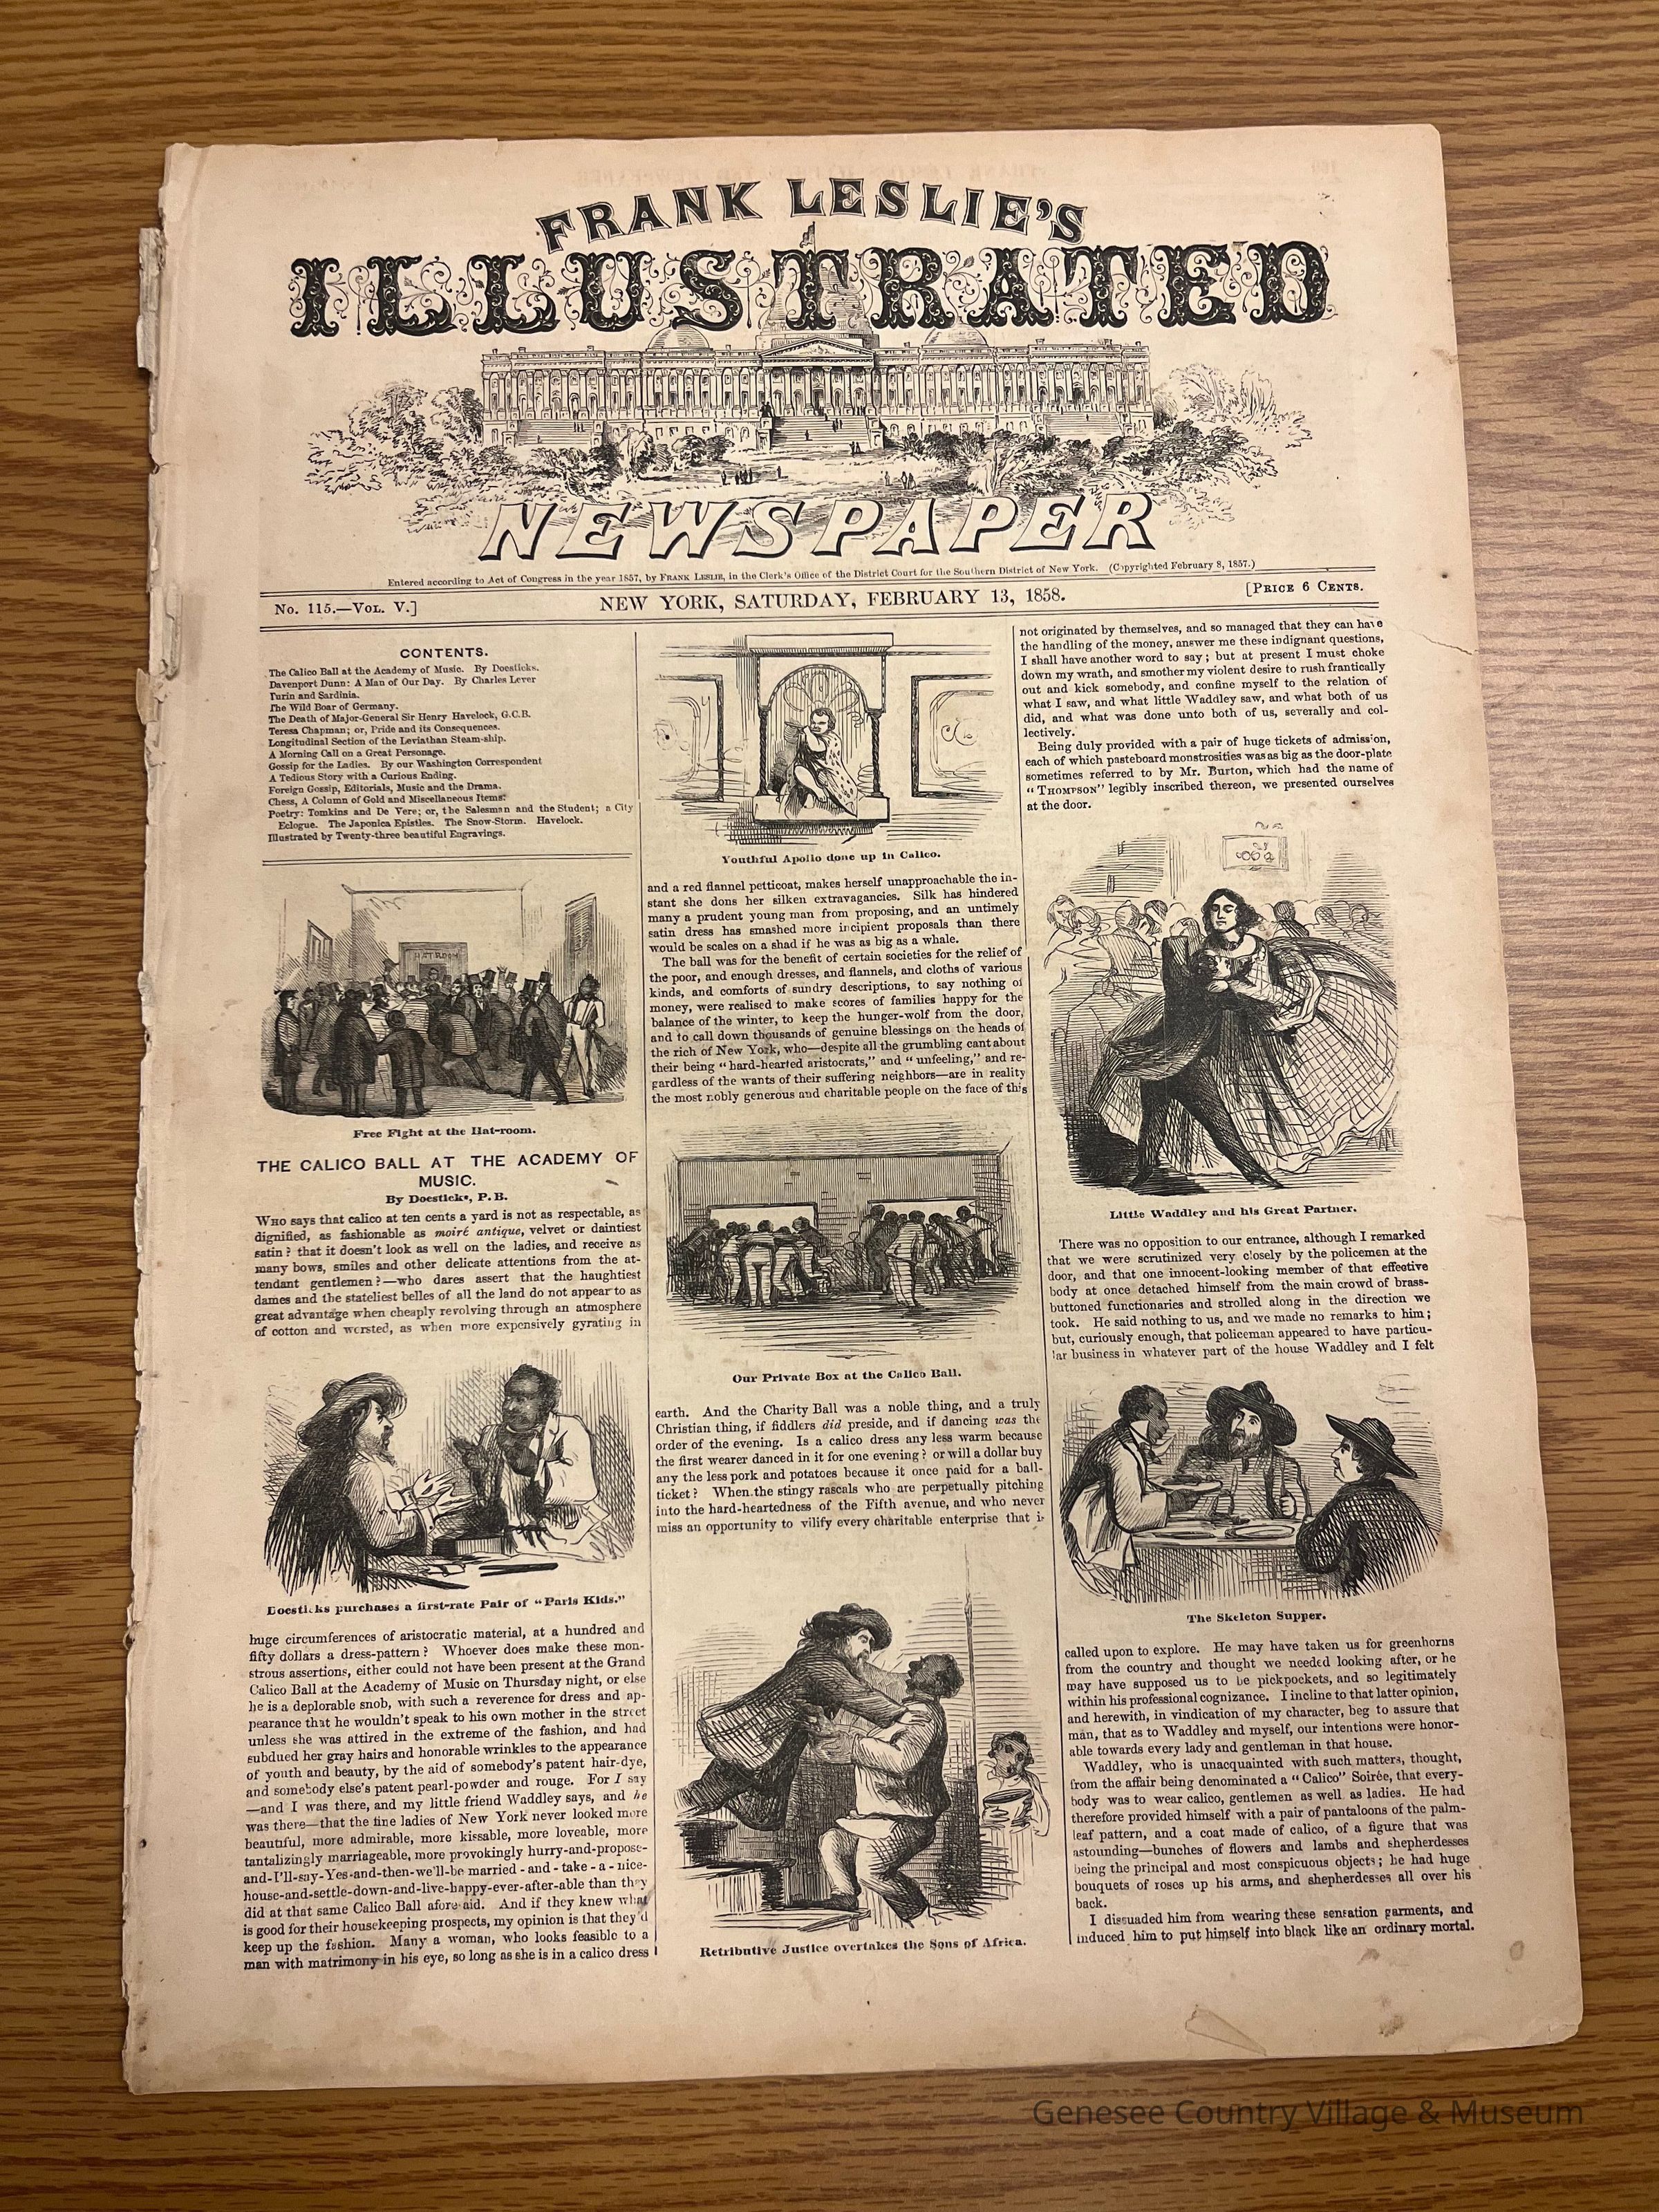 FRANK LESLIE'S
ILLUSTRATED
NEWSPAPER
Entered according to Act of Congress in the year 1857, by FRANK LESLIE, in the Clerk's Office of the District Court for the Southern District of New York. (Copyrighted February 8, 1857.)
No. 115.—VOL. V.]
NEW YORK, SATURDAY, FEBRUARY 13, 1858.
[PRICE 6 CENTS.
CONTENTS.
The Calico Ball at the Academy of Music. By Doesticks.
Davenport Dunn: A Man of Our Day. By Charles Lever
Turin and Sardinia.
The Wild Boar of Germany.
The Death of Major-General Sir Henry Havelock, G.C.B.
Teresa Chapman; or, Pride and its Consequences.
Longitudinal Section of the Leviathan Steam-ship.
A Morning Call on a Great Personage.
Gossip for the Ladies. By our Washington Correspondent
A Tedious Story with a Curious Ending.
Foreign Gossip, Editorials, Music and the Drama.
Chess, A Column of Gold and Miscellaneous Items.
Poetry: Tomkins and De Vere; or, the Salesman and the Student; a City
Eclogue. The Japonica Epistles. The Snow-Storm. Havelock.
Illustrated by Twenty-three beautiful Engravings.
HAT ROOM
Free Fight at the Hat-room.
THE CALICO BALL AT THE ACADEMY OF
MUSIC.
By Doesticks, P.B.
WHO says that calico at ten cents a yard is not as respectable, as
dignified, as fashionable as moiré antique, velvet or daintiest
satin? that it doesn't look as well on the ladies, and receive as
many bows, smiles and other delicate attentions from the at-
tendant gentlemen?—who dares assert that the haughtiest
dames and the stateliest belles of all the land do not appear to as
great advantage when cheaply revolving through an atmosphere
of cotton and worsted, as when more expensively gyrating in
Doesticks purchases a first-rate Pair of "Paris Kids."
huge circumferences of aristocratic material, at a hundred and
fifty dollars a dress-pattern? Whoever does make these mon-
strous assertions, either could not have been present at the Grand
Calico Ball at the Academy of Music on Thursday night, or else
he is a deplorable snob, with such a reverence for dress and ap-
pearance that he wouldn't speak to his own mother in the street
unless she was attired in the extreme of the fashion, and had
subdued her gray hairs and honorable wrinkles to the appearance
of youth and beauty, by the aid of somebody's patent hair-dye,
and somebody else's patent pearl-powder and rouge. For I say
—and I was there, and my little friend Waddley says, and he
was there—that the fine ladies of New York never looked more
beautiful, more admirable, more kissable, more loveable, more
tantalizingly marriageable, more provokingly hurry-and-propose-
and-I'll-say-Yes-and-then-we'll-be married-and-take-a-nice-
house-and-settle-down-and-live-happy-ever-after-able than they
did at that same Calico Ball aforesaid. And if they knew what
is good for their housekeeping prospects, my opinion is that they'd
keep up the fashion. Many a woman, who looks feasible to a
man with matrimony in his eye, so long as she is in a calico dress
Youthful Apollo done up in Calico.
and a red flannel petticoat, makes herself unapproachable the in-
stant she dons her silken extravagancies. Silk has hindered
many a prudent young man from proposing, and an untimely
satin dress has smashed more incipient proposals than there
would be scales on a shad if he was as big as a whale.
The ball was for the benefit of certain societies for the relief of
the poor, and enough dresses, and flannels, and cloths of various
kinds, and comforts of sundry descriptions, to say nothing of
money, were realised to make scores of families happy for the
balance of the winter, to keep the hunger-wolf from the door,
and to call down thousands of genuine blessings on the heads of
the rich of New York, who—despite all the grumbling cant about
their being "hard-hearted aristocrats," and "unfeeling," and re-
gardless of the wants of their suffering neighbors—are in reality
the most nobly generous and charitable people on the face of this
Our Private Box at the Calico Ball.
earth. And the Charity Ball was a noble thing, and a truly
Christian thing, if fiddlers did preside, and if dancing was the
order of the evening. Is a calico dress any less warm because
the first wearer danced in it for one evening? or will a dollar buy
any the less pork and potatoes because it once paid for a ball-
ticket? When the stingy rascals who are perpetually pitching
into the hard-heartedness of the Fifth avenue, and who never
miss an opportunity to vilify every charitable enterprise that is
Retributive Justice overtakes the Sons of Africa.
not originated by themselves, and so managed that they can have
the handling of the money, answer me these indignant questions,
I shall have another word to say; but at present I must choke
down my wrath, and smother my violent desire to rush frantically
out and kick somebody, and confine myself to the relation of
what I saw, and what little Waddley saw, and what both of us
did, and what was done unto both of us, severally and col-
lectively.
Being duly provided with a pair of huge tickets of admission,
each of which pasteboard monstrosities was as big as the door-plate
sometimes referred to by Mr. Burton, which had the name of
"THOMPSON" legibly inscribed thereon, we presented ourselves
at the door.
Little Waddley and his Great Partner.
There was no opposition to our entrance, although I remarked
that we were scrutinized very closely by the policemen at the
door, and that one innocent-looking member of that effective
body at once detached himself from the main crowd of brass-
buttoned functionaries and strolled along in the direction we
took. He said nothing to us, and we made no remarks to him;
but, curiously enough, that policeman appeared to have particu-
lar business in whatever part of the house Waddley and I felt
The Skeleton Supper.
called upon to explore. He may have taken us for greenhorns
from the country and thought we needed looking after, or he
may have supposed us to be pickpockets, and so legitimately
within his professional cognizance. I incline to that latter opinion,
and herewith, in vindication of my character, beg to assure that
man, that as to Waddley and myself, our intentions were honor-
able towards every lady and gentleman in that house.
Waddley, who is unacquainted with such matters, thought,
from the affair being denominated a "Calico" Soirée, that every-
body was to wear calico, gentlemen as well as ladies. He had
therefore provided himself with a pair of pantaloons of the palm-
leaf pattern, and a coat made of calico, of a figure that was
astounding—bunches of flowers and lambs and shepherdesses
being the principal and most conspicuous objects; he had huge
bouquets of roses up his arms, and shepherdesses all over his
back.
I dissuaded him from wearing these sensation garments, and
induced him to put himself into black like an ordinary mortal.
Genesee Country Village & Museum